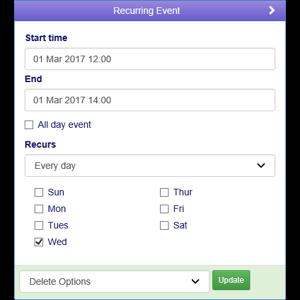 Recurring Event
Start time
01 Mar 2017 12:00
End
01 Mar 2017 14:00
All day event
Recurs
Every day
Sun
Thur
Mon
Fri
Tues
Sat
Wed
Delete Options
Update